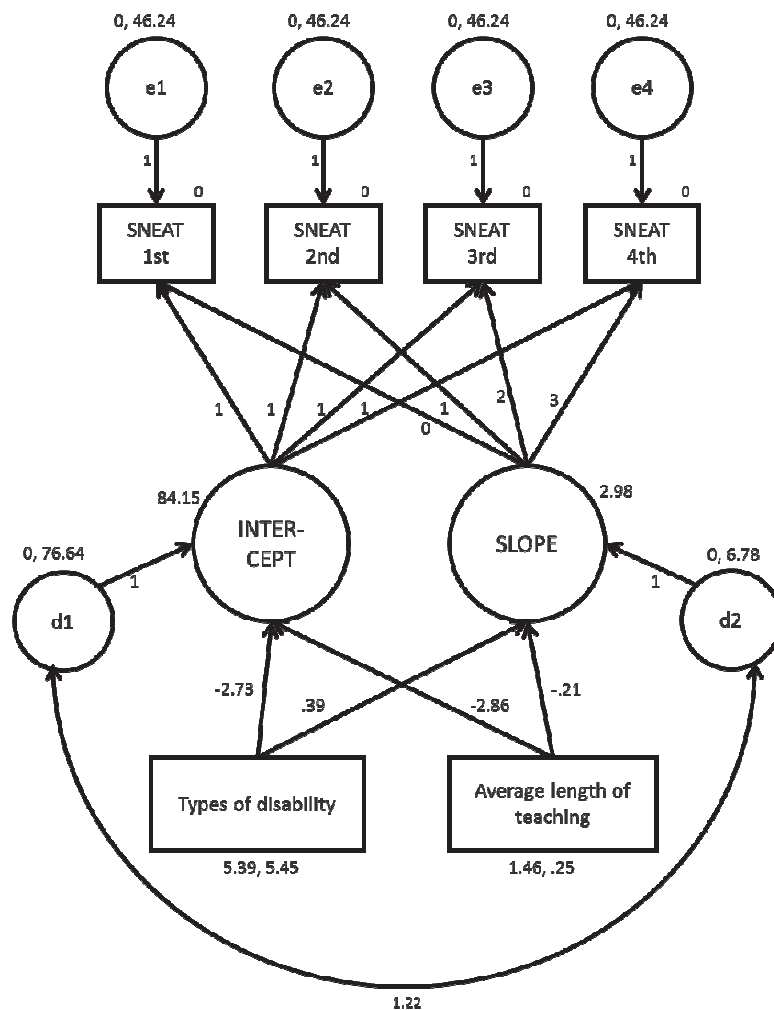 0, 46.24 0, 46.24 0, 46.24 0, 46.24
e1 e2 e3 e4
1 1 1 1
0 0 0 0
SNEAT SNEAT SNEAT SNEAT
1st 2nd 3rd 4th
1 1 1 1 1 2 3
0
84.15 2.98
INTER-
CEPT
SLOPE
0, 76.64 0, 6.78
1 1
d1 d2
-2.73 .39 -2.86 -.21
Types of disability
Average length of
teaching
5.39, 5.45 1.46, .25
1.22